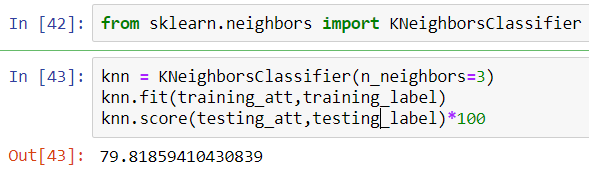 In [42]: from sklearn.neighbors import KNeighborsClassifier
In [43]: knn = KNeighborsClassifier(n_neighbors=3)
knn.fit(training_att,training_label)
knn.score(testing_att,testing_label)*100
Out[43]: 79.81859410430839